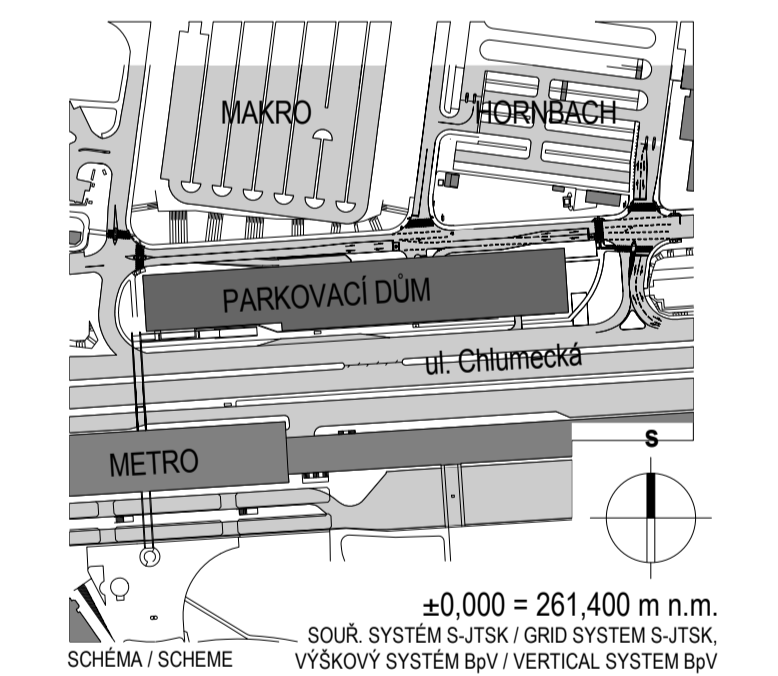 MAKRO
HORNBACH
PARKOVACÍ DŮM
ul. Chlumecká
METRO
S
±0,000 = 261,400 m n.m.
SOUŘ. SYSTÉM S-JTSK / GRID SYSTEM S-JTSK,
SCHÉMA / SCHEME
VÝŠKOVÝ SYSTÉM BpV / VERTICAL SYSTEM BpV